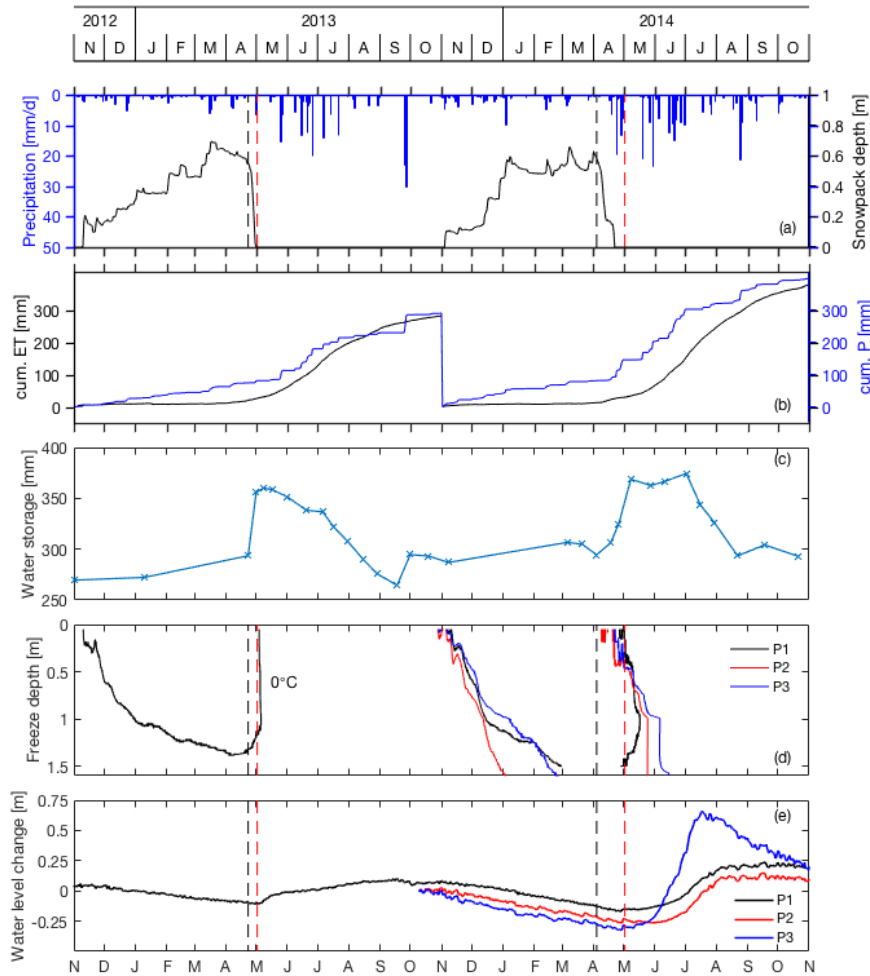 2012 2013 2014
N D J F M A M J J A S O N D J F M A M J J A S O
0 1
10 0.8
20 0.6
30 0.4
40 0.2
50 0
Precipitation [mm/d]
Snowpack depth [m]
(a)
300 300
200 200
100 100
0 0
cum. ET [mm]
cum. P [mm]
(b)
400
350
300
250
Water storage [mm]
(c)
0
0.5
1
1.5
Freeze depth [m]
0°C
P1
P2
P3
(d)
0.75
0.5
0.25
0
-0.25
Water level change [m]
(e)
P1
P2
P3
N D J F M A M J J A S O N D J F M A M J J A S O N